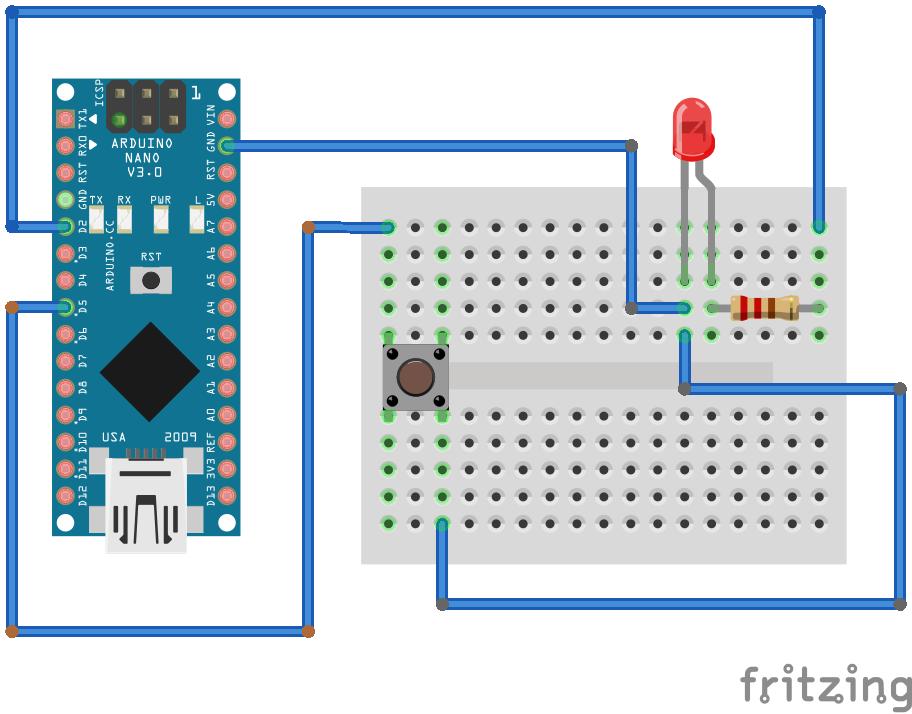 ICSP
1
TX1
RX0
RST
GND
D2
D3
D4
D5
D6
D7
D8
D9
D10
D11
D12
ARDUINO
NANO
V3.0
TX RX PWR L
ARDUINO.CC
RST
USA 2009
VIN
GND
RST
5V
A7
A6
A5
A4
A3
A2
A1
A0
REF
3V3
D13
fritzing